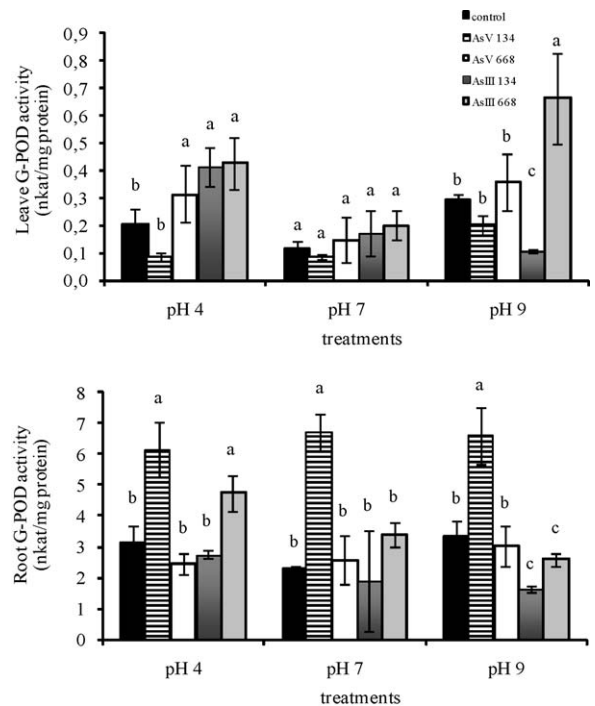 control
AsV 134
AsV 668
AsIII 134
AsIII 668
Leave G-POD activity
(nkat/mg protein)
0,9
0,8
0,7
0,6
0,5
0,4
0,3
0,2
0,1
0,0
b b a a a
a a a a a
b b b c a
pH 4 pH 7 pH 9
treatments
Root G-POD activity
(nkat/mg protein)
8
7
6
5
4
3
2
1
0
b a b b a
b a b b b
b a b c c
pH 4 pH 7 pH 9
treatments